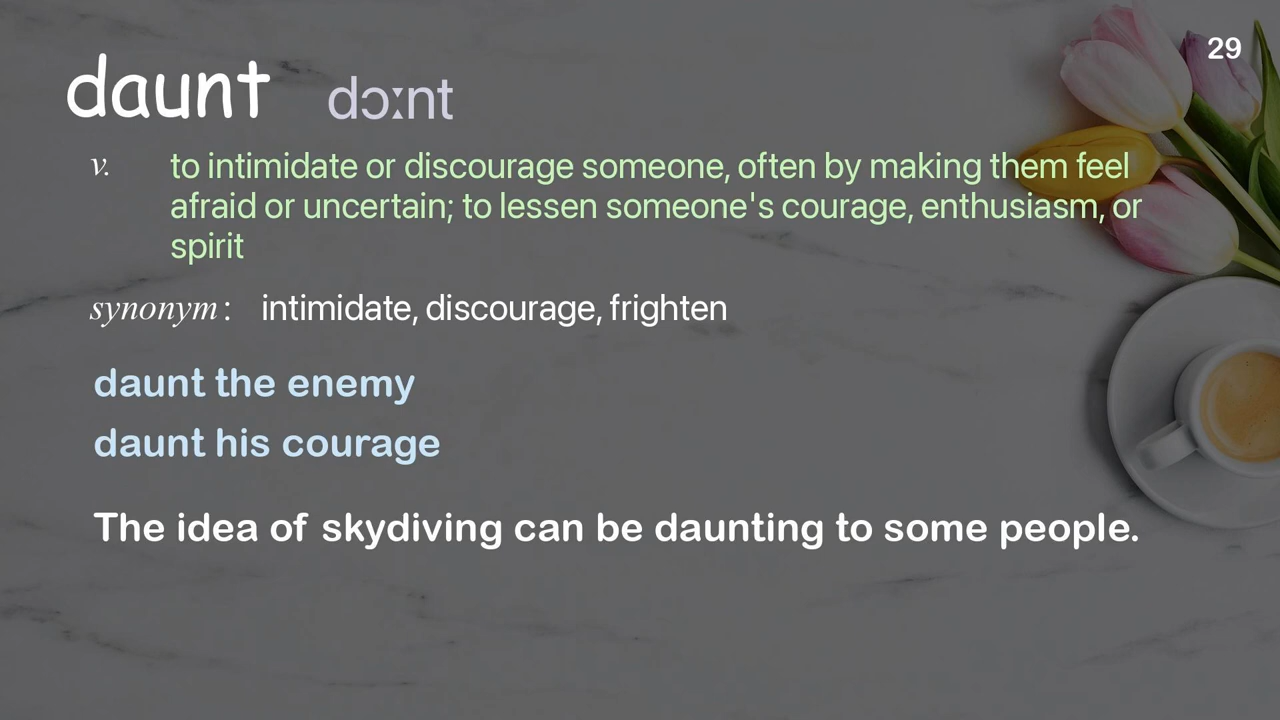 29
daunt dɔːnt
v. to intimidate or discourage someone, often by making them feel
afraid or uncertain; to lessen someone's courage, enthusiasm, or
spirit
synonym: intimidate, discourage, frighten
daunt the enemy
daunt his courage
The idea of skydiving can be daunting to some people.